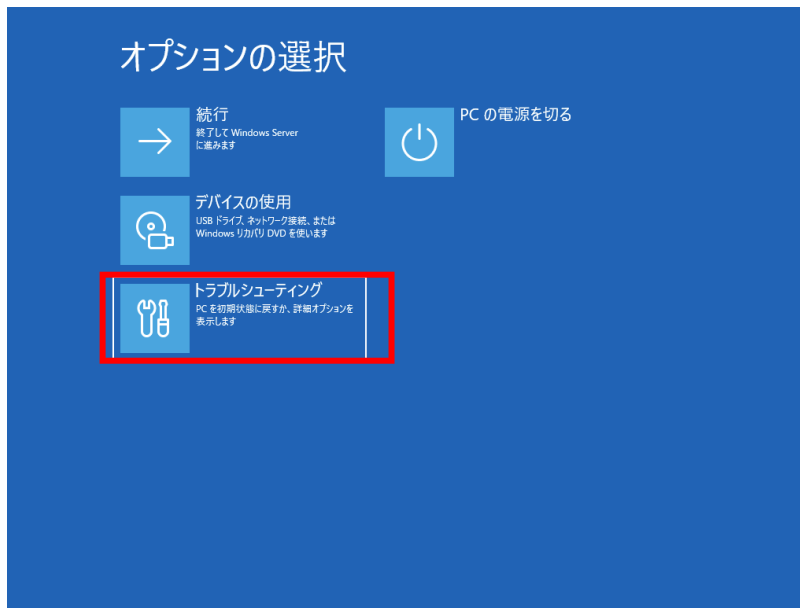 オプションの選択
続行
終了して Windows Server
に進みます
PC の電源を切る
デバイスの使用
USB ドライブ、ネットワーク接続、または
Windows リカバリ DVD を使います
トラブルシューティング
PC を初期状態に戻すか、詳細オプションを
表示します